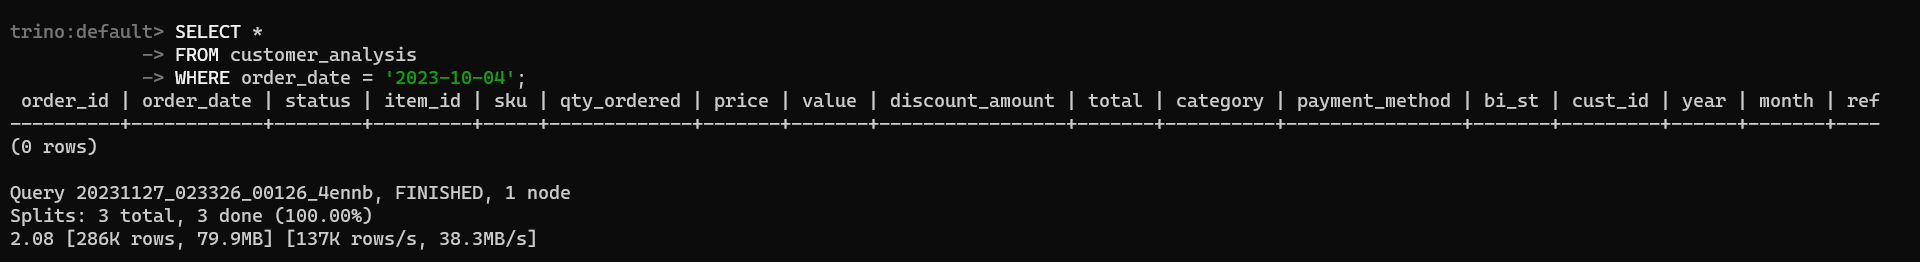 trino:default> SELECT *
            -> FROM customer_analysis
            -> WHERE order_date = '2023-10-04';
 order_id | order_date | status | item_id | sku | qty_ordered | price | value | discount_amount | total | category | payment_method | bi_st | cust_id | year | month | ref
----------+------------+--------+---------+-----+-------------+-------+-------+-----------------+-------+----------+----------------+-------+---------+------+-------+----
(0 rows)
Query 20231127_023326_00126_4ennb, FINISHED, 1 node
Splits: 3 total, 3 done (100.00%)
2.08 [286K rows, 79.9MB] [137K rows/s, 38.3MB/s]